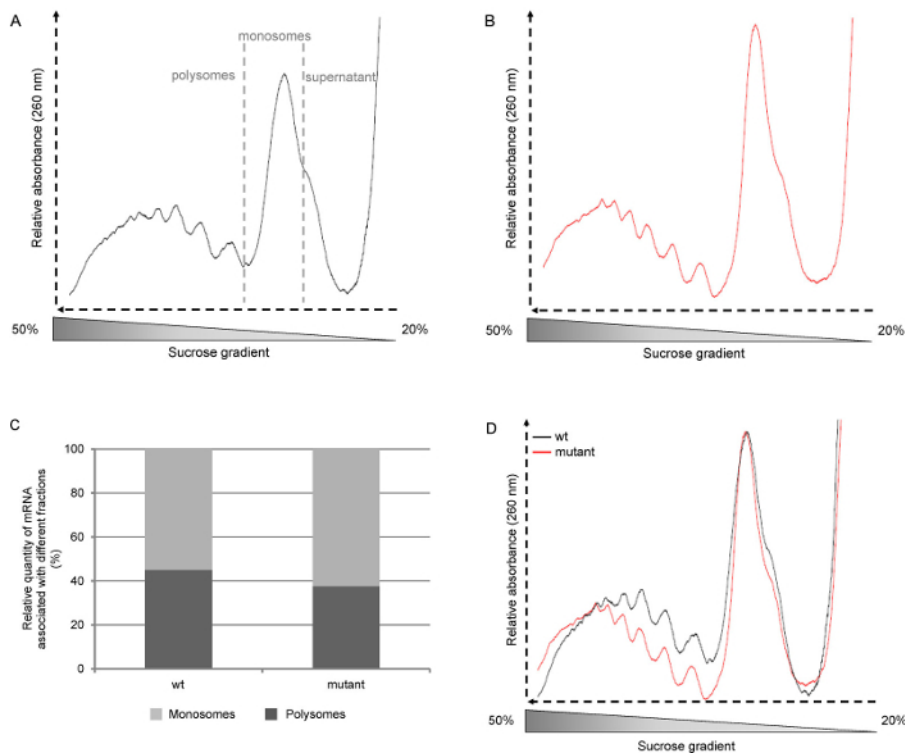 A
monosomes
polysomes
supernatant
Relative absorbance (260 nm)
50%
20%
Sucrose gradient
B
Relative absorbance (260 nm)
50%
20%
Sucrose gradient
C
100
80
60
40
20
0
Relative quantity of mRNA
associated with different fractions
(%)
wt
mutant
Monosomes
Polysomes
D
wt
mutant
Relative absorbance (260 nm)
50%
20%
Sucrose gradient